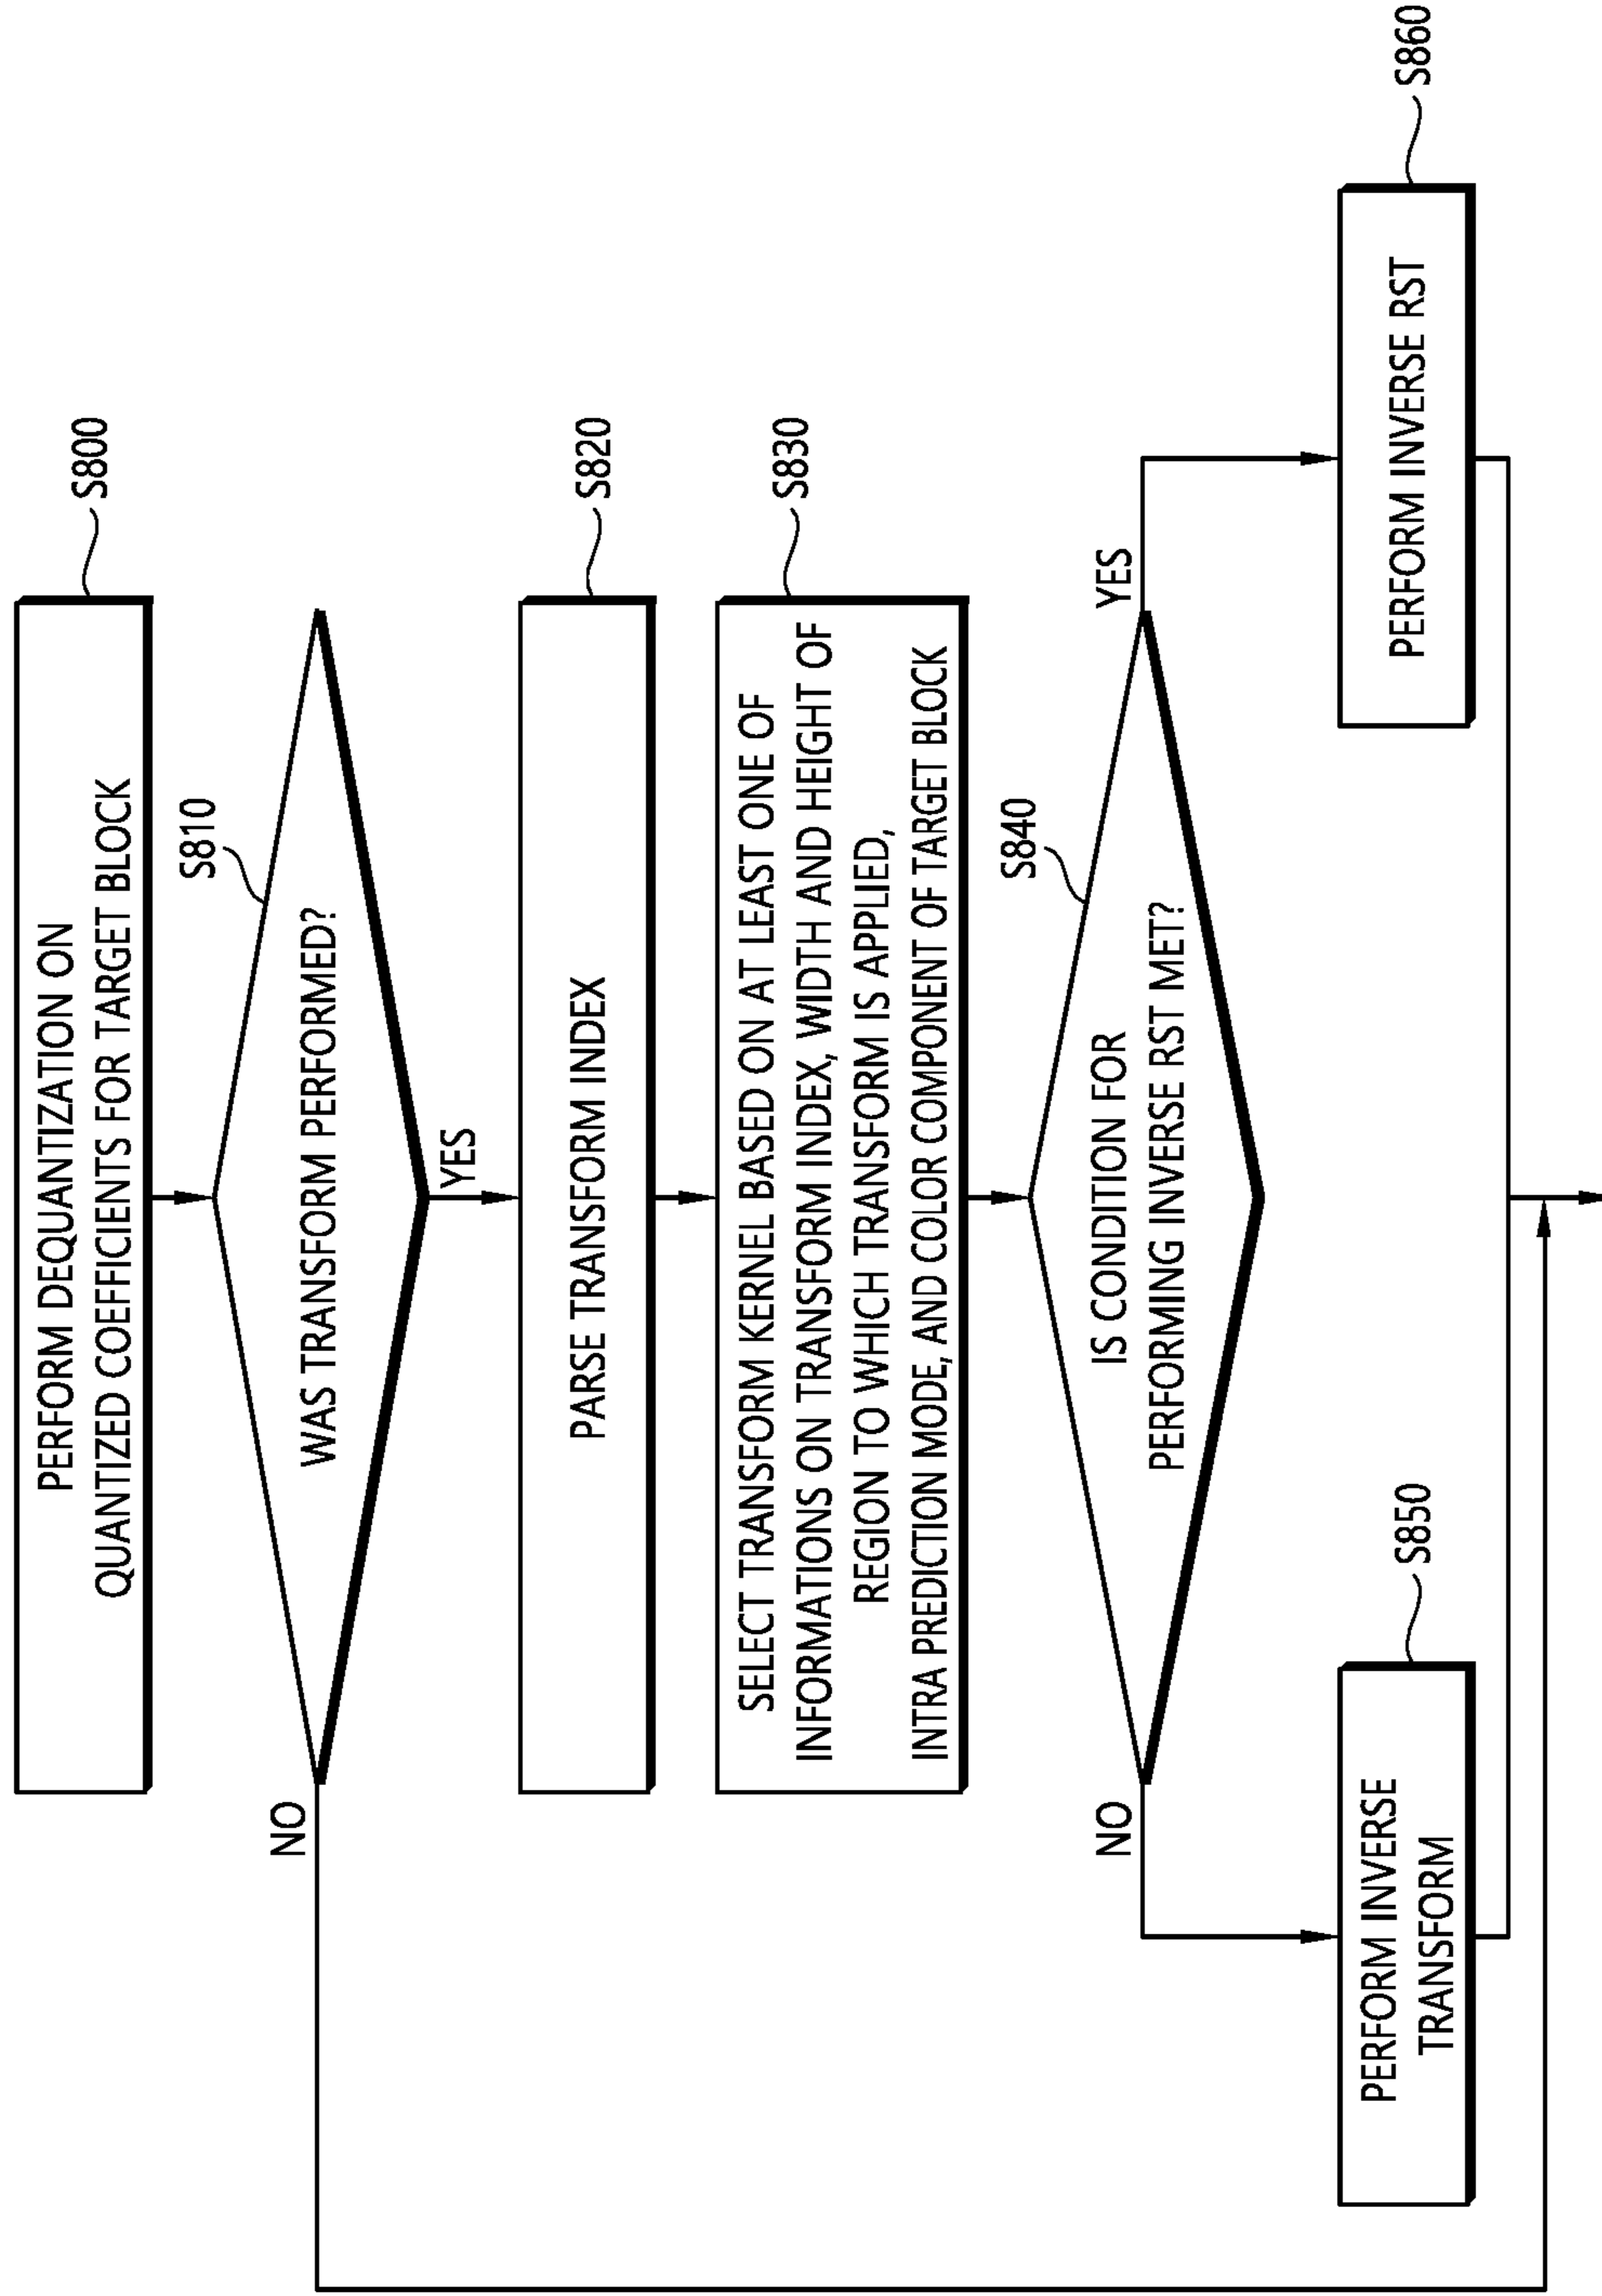 PERFORM DEQUANTIZATION ON
QUANTIZED COEFFICIENTS FOR TARGET BLOCK
S800
S810
WAS TRANSFORM PERFORMED?
NO
YES
PARSE TRANSFORM INDEX
S820
SELECT TRANSFORM KERNEL BASED ON AT LEAST ONE OF
INFORMATIONS ON TRANSFORM INDEX, WIDTH AND HEIGHT OF
REGION TO WHICH TRANSFORM IS APPLIED,
INTRA PREDICTION MODE, AND COLOR COMPONENT OF TARGET BLOCK
S830
S840
IS CONDITION FOR
PERFORMING INVERSE RST MET?
NO
YES
PERFORM INVERSE
TRANSFORM
S850
PERFORM INVERSE RST
S860